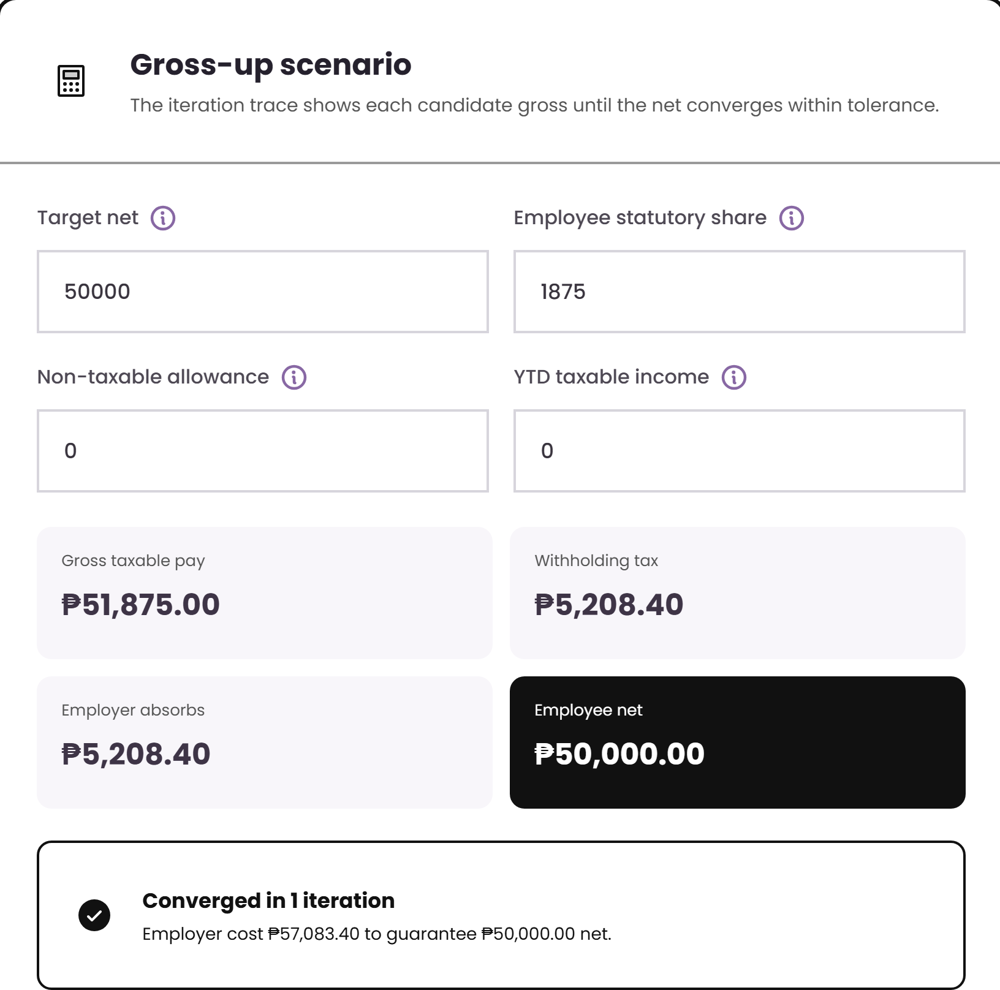 Gross-up scenario
The iteration trace shows each candidate gross until the net converges within tolerance.
Target net
Employee statutory share
50000
1875
Non-taxable allowance
YTD taxable income
0
0
Gross taxable pay
Withholding tax
₱51,875.00
₱5,208.40
Employer absorbs
Employee net
₱5,208.40
₱50,000.00
Converged in 1 iteration
Employer cost ₱57,083.40 to guarantee ₱50,000.00 net.